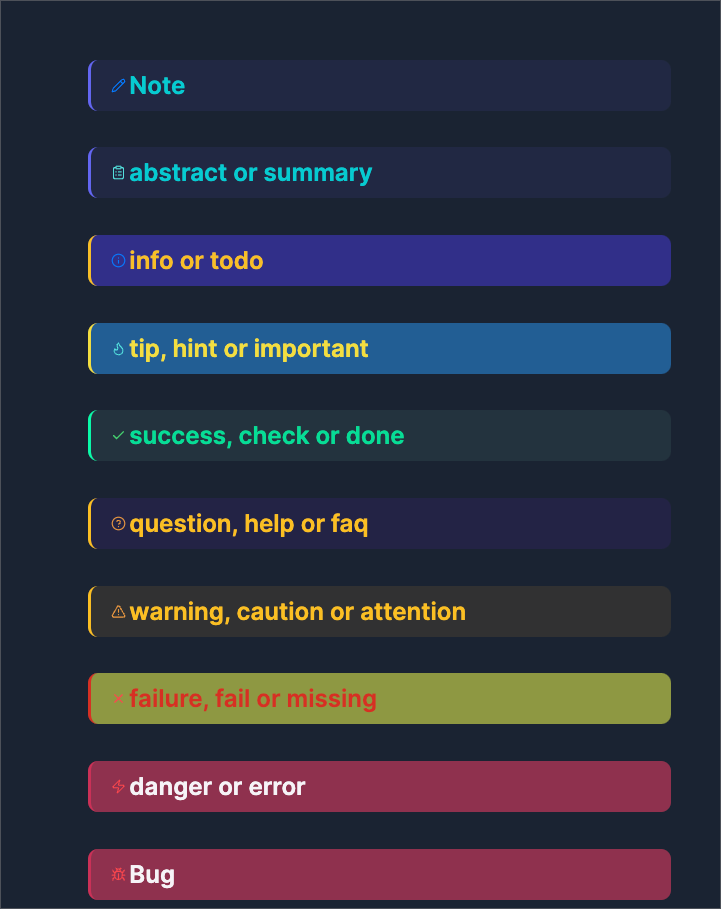 Note
abstract or summary
info or todo
tip, hint or important
success, check or done
question, help or faq
warning, caution or attention
failure, fail or missing
danger or error
Bug